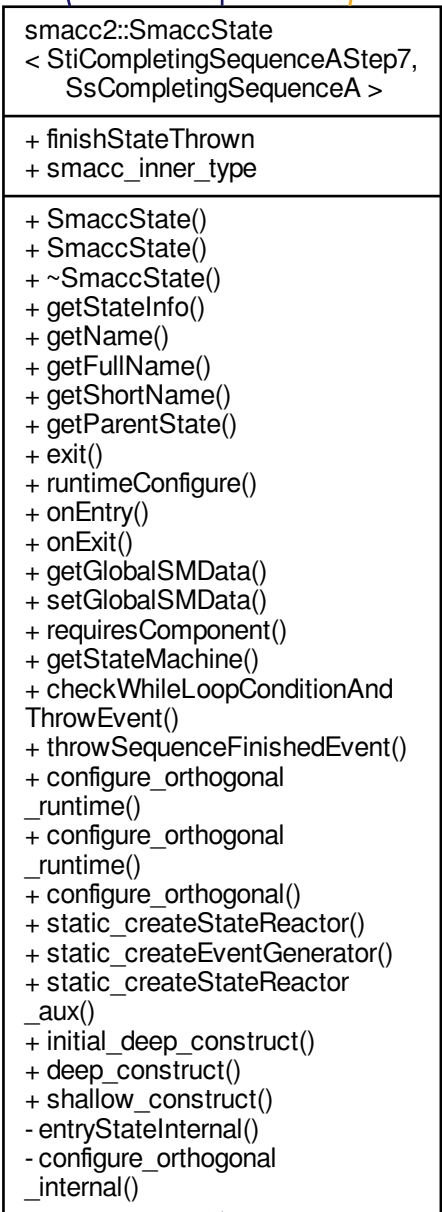 smacc2::SmaccState
< StiCompletingSequenceAStep7,
SsCompletingSequenceA >
+ finishStateThrown
+ smacc_inner_type
+ SmaccState()
+ SmaccState()
+ ~SmaccState()
+ getStateInfo()
+ getName()
+ getFullName()
+ getShortName()
+ getParentState()
+ exit()
+ runtimeConfigure()
+ onEntry()
+ onExit()
+ getGlobalSMData()
+ setGlobalSMData()
+ requiresComponent()
+ getStateMachine()
+ checkWhileLoopConditionAnd
ThrowEvent()
+ throwSequenceFinishedEvent()
+ configure_orthogonal
_runtime()
+ configure_orthogonal
_runtime()
+ configure_orthogonal()
+ static_createStateReactor()
+ static_createEventGenerator()
+ static_createStateReactor
_aux()
+ initial_deep_construct()
+ deep_construct()
+ shallow_construct()
- entryStateInternal()
- configure_orthogonal
_internal()